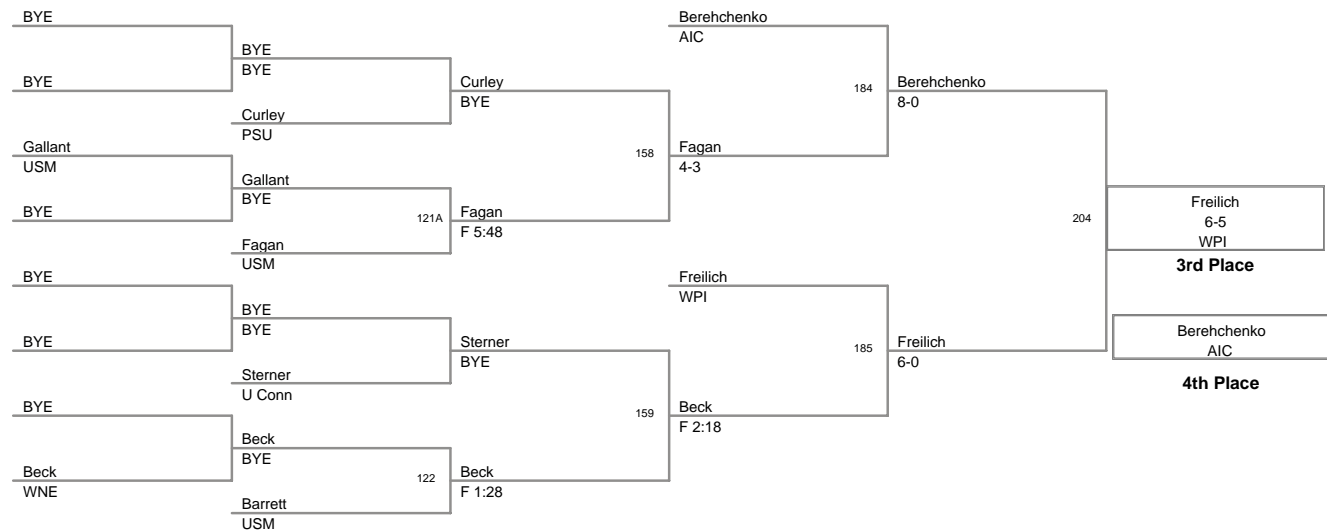 BYE
BYE
BYE
BYE
Curley
PSU
Curley
BYE
Gallant
USM
BYE
Gallant
BYE
Fagan
USM
121A
Fagan
F 5:48
158
Fagan
4-3
Berehchenko
AIC
184
Berehchenko
8-0
BYE
BYE
BYE
BYE
Sterner
U Conn
Sterner
BYE
BYE
Beck
WNE
Beck
BYE
Barrett
USM
122
Beck
F 1:28
159
Beck
F 2:18
Freilich
WPI
185
Freilich
6-0
204
Freilich
6-5
WPI
3rd Place
Berehchenko
AIC
4th Place